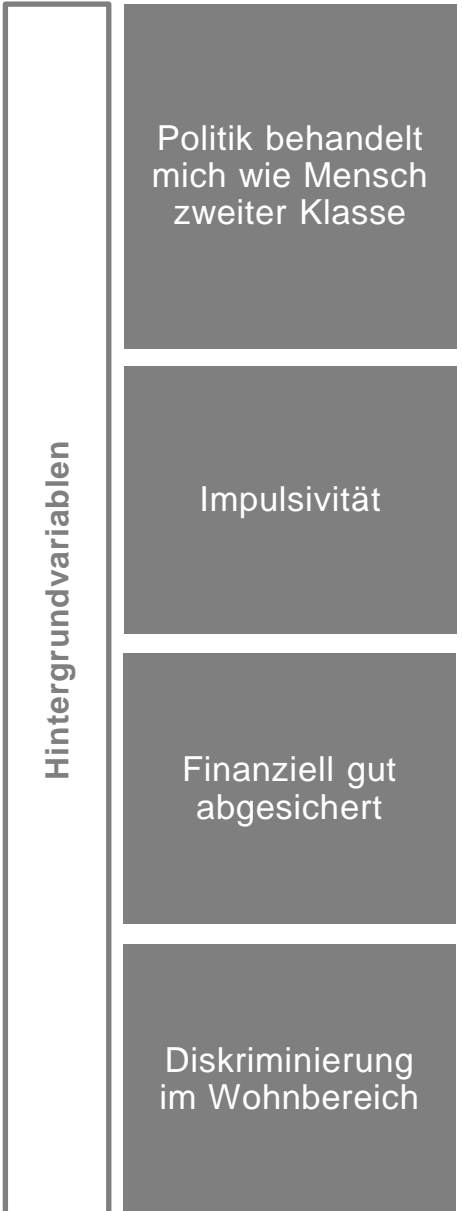 Hintergrundvariablen
Politik behandelt
mich wie Mensch
zweiter Klasse
Impulsivität
Finanziell gut
abgesichert
Diskriminierung
im Wohnbereich